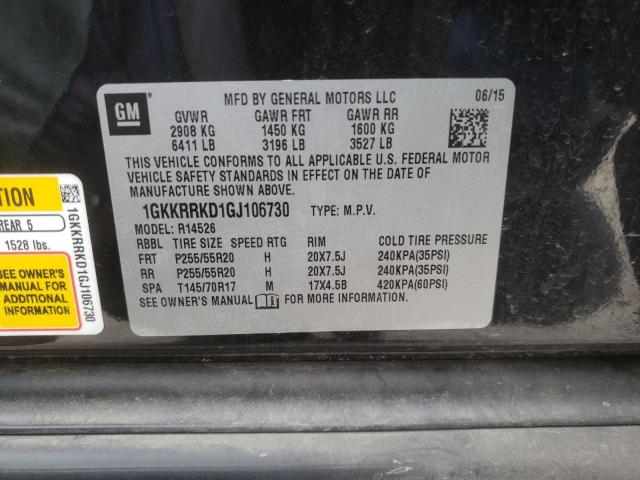 MFD BY GENERAL MOTORS LLC 06/15
GM
GVWR GAWR FRT GAWR RR
2908 KG 1450 KG 1600 KG
6411 LB 3196 LB 3527 LB
THIS VEHICLE CONFORMS TO ALL APPLICABLE U.S. FEDERAL MOTOR
VEHICLE SAFETY STANDARDS IN EFFECT ON THE DATE OF
MANUFACTURE SHOWN ABOVE.
1GKKRRKD1GJ106730 TYPE: M.P.V.
MODEL: R14526
RBBL TIRE SIZE SPEED RTG RIM COLD TIRE PRESSURE
FRT P255/55R20 H 20X7.5J 240KPA(35PSI)
RR P255/55R20 H 20X7.5J 240KPA(35PSI)
SPA T145/70R17 M 17X4.5B 420KPA(60PSI)
SEE OWNER'S MANUAL FOR MORE INFORMATION
REAR 5
1528 lbs.
SEE OWNER'S
MANUAL FOR
ADDITIONAL
INFORMATION
1GKKRRKD1GJ106730